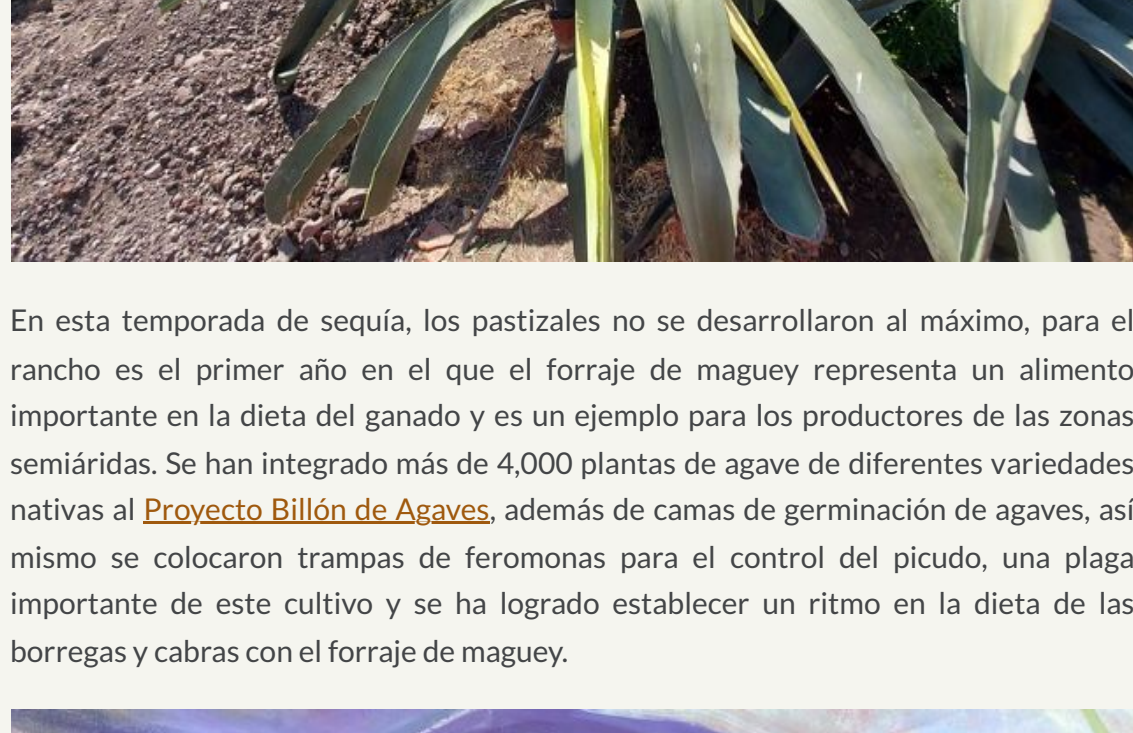 En esta temporada de sequía, los pastizales no se desarrollaron al máximo, para el
rancho es el primer año en el que el forraje de maguey representa un alimento
importante en la dieta del ganado y es un ejemplo para los productores de las zonas
semiáridas. Se han integrado más de 4,000 plantas de agave de diferentes variedades
nativas al Proyecto Billón de Agaves, además de camas de germinación de agaves, así
mismo se colocaron trampas de feromonas para el control del picudo, una plaga
importante de este cultivo y se ha logrado establecer un ritmo en la dieta de las
borregas y cabras con el forraje de maguey.